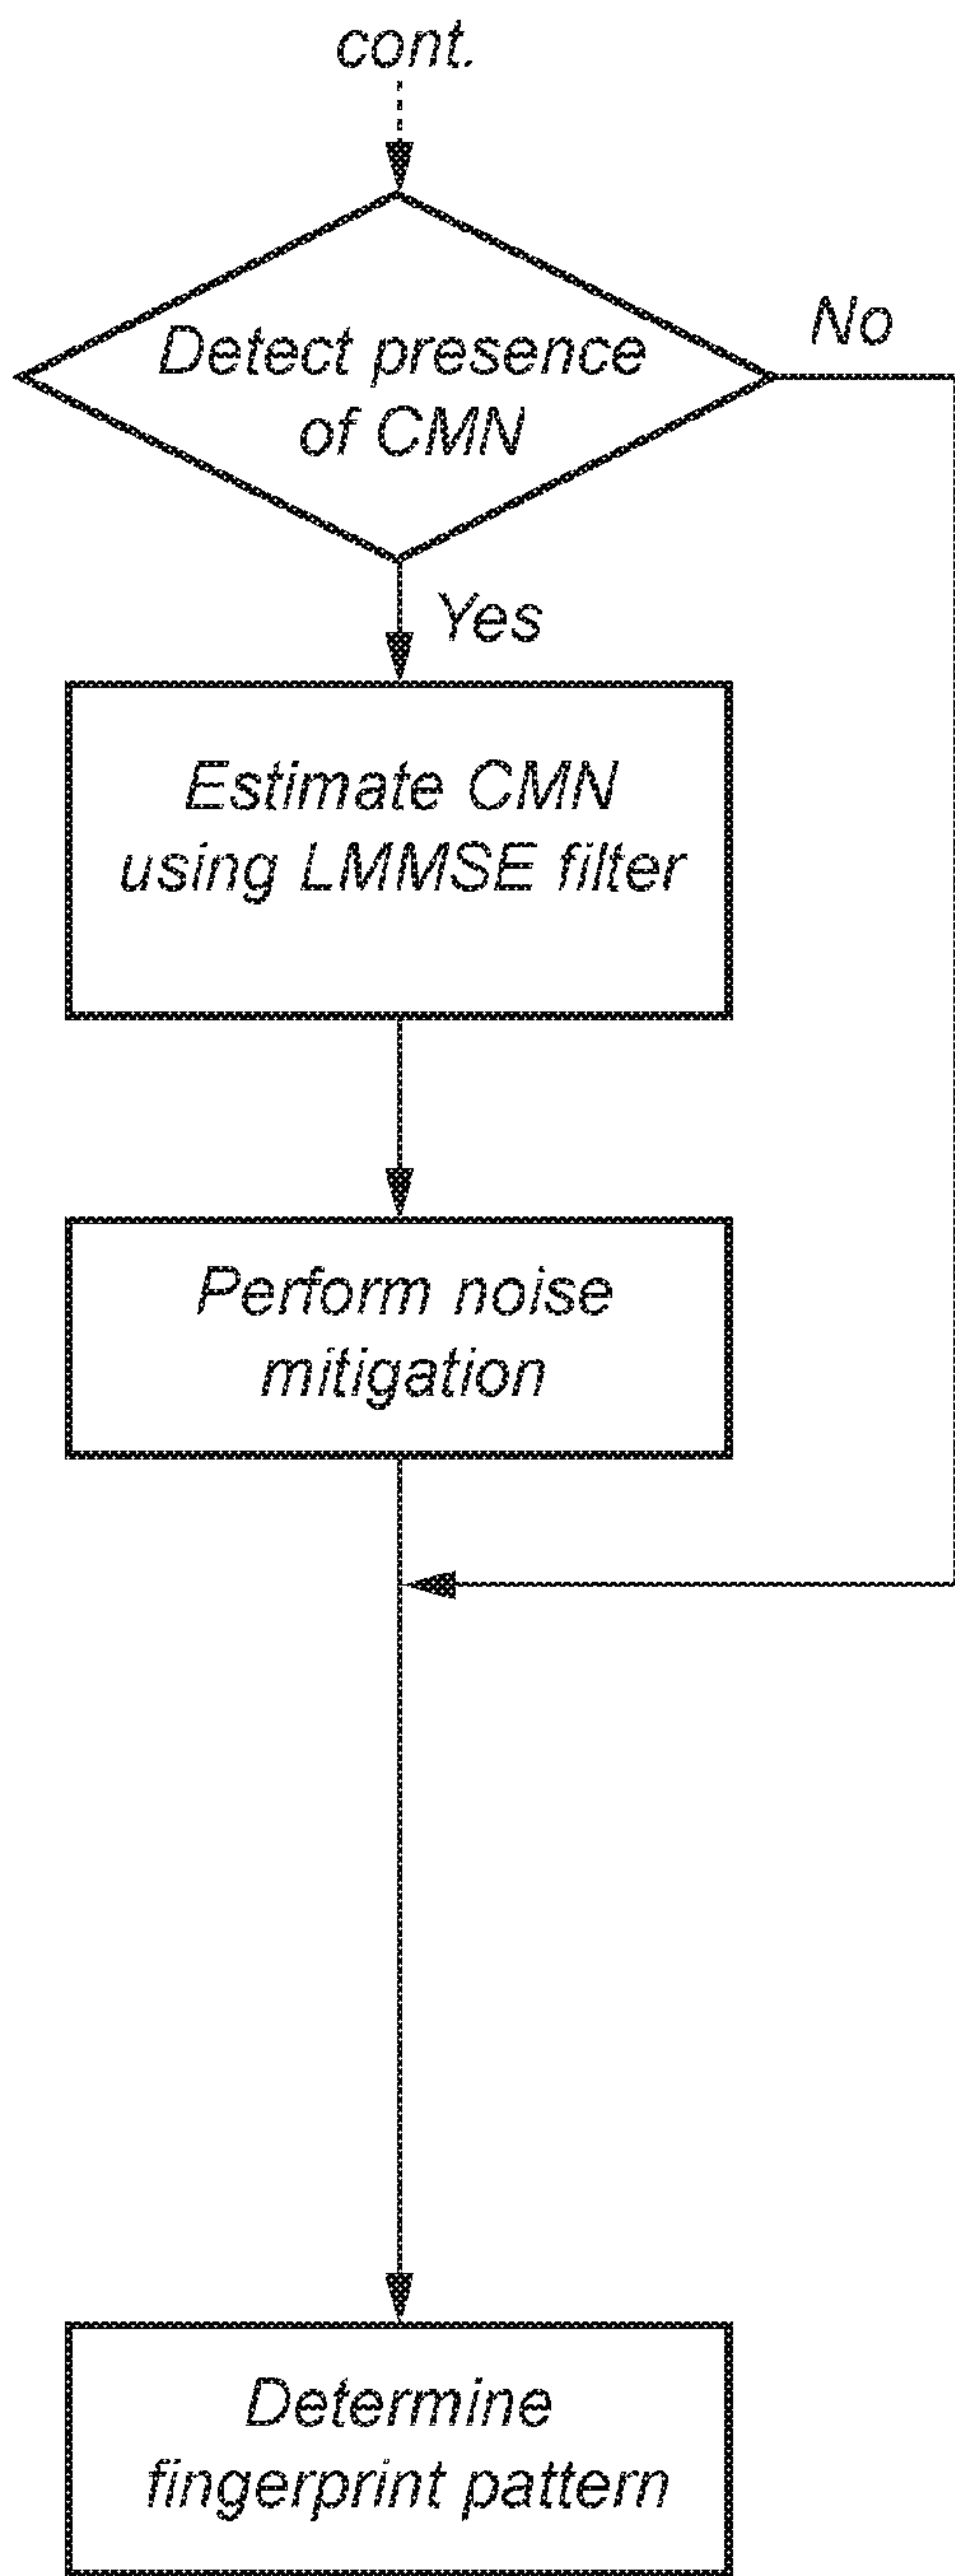 cont.
Detect presence
of CMN
No
Yes
Estimate CMN
using LMMSE filter
Perform noise
mitigation
Determine
fingerprint pattern